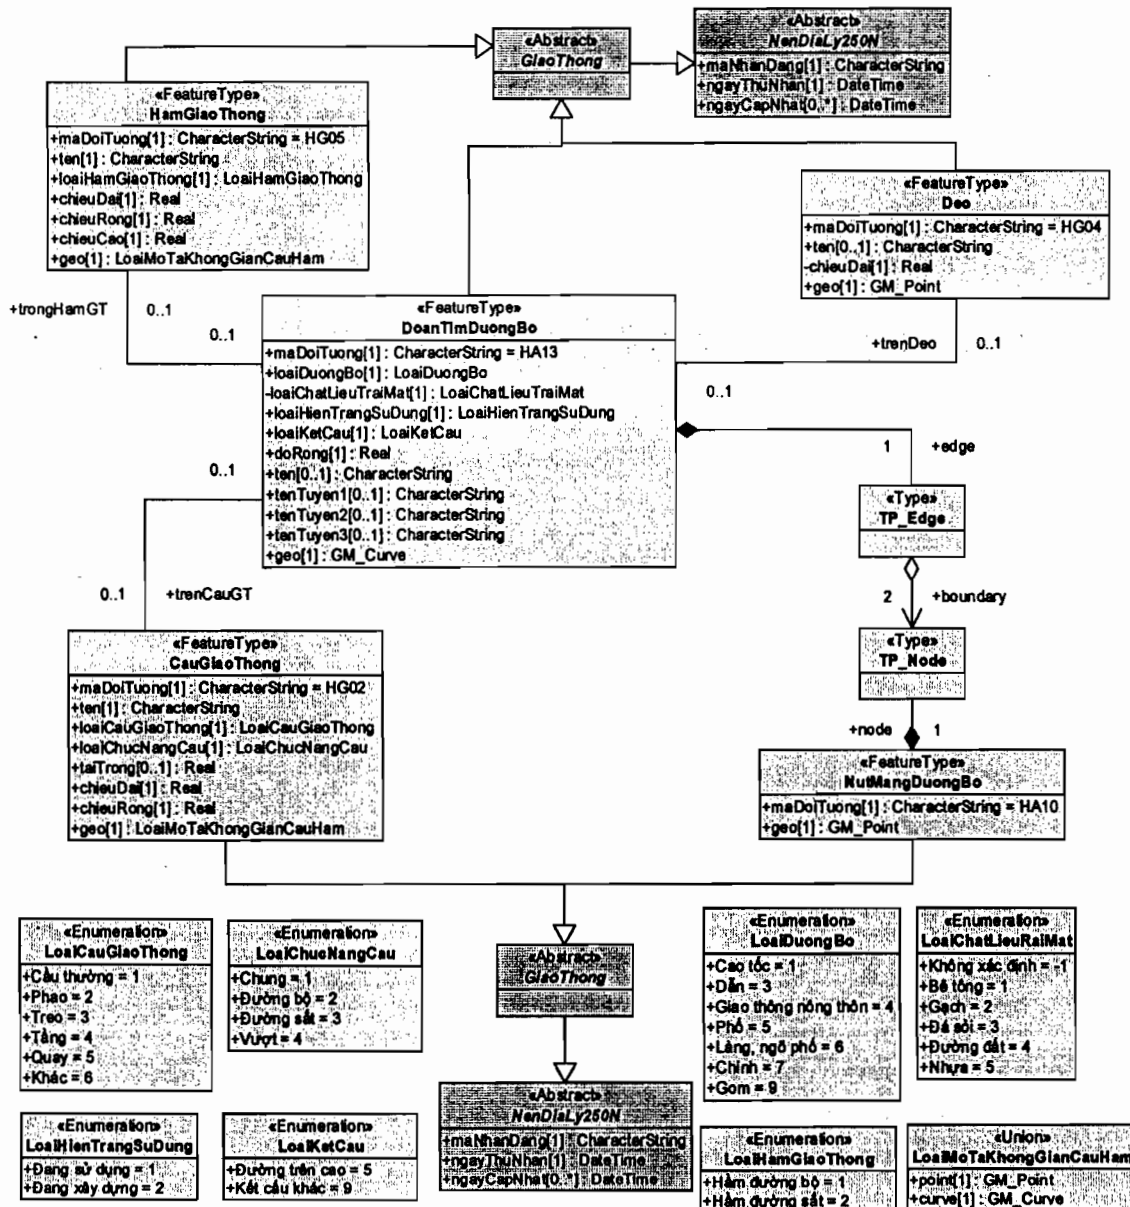 «Abstract»
GiaoThong
«Abstract»
NenDiaLy250N
+maNhanDang[1] : CharacterString
+ngayThuNhan[1] : DateTime
+ngayCapNhat[0..*] : DateTime
«FeatureType»
HamGiaoThong
+maDoiTuong[1] : CharacterString = HG05
+ten[1] : CharacterString
+loaiHamGiaoThong[1] : LoaiHamGiaoThong
+chieuDai[1] : Real
+chieuRong[1] : Real
+chieuCao[1] : Real
+geo[1] : LoaiMoTaKhongGianCauHam
«FeatureType»
Deo
+maDoiTuong[1] : CharacterString = HG04
+ten[0..1] : CharacterString
-chieuDai[1] : Real
+geo[1] : GM_Point
+trongHamGT
0..1
0..1
+trenDeo
0..1
0..1
«FeatureType»
DoanTimDuongBo
+maDoiTuong[1] : CharacterString = HA13
+loaiDuongBo[1] : LoaiDuongBo
-loaiChatLieuTraiMat[1] : LoaiChatLieuTraiMat
+loaiHienTrangSuDung[1] : LoaiHienTrangSuDung
+loaiKetCau[1] : LoaiKetCau
+doRong[1] : Real
+ten[0..1] : CharacterString
+tenTuyen1[0..1] : CharacterString
+tenTuyen2[0..1] : CharacterString
+tenTuyen3[0..1] : CharacterString
+geo[1] : GM_Curve
1
+edge
«Type»
TP_Edge
2
+boundary
«Type»
TP_Node
+node
1
0..1
0..1
+trenCauGT
«FeatureType»
CauGiaoThong
+maDoiTuong[1] : CharacterString = HG02
+ten[1] : CharacterString
+loaiCauGiaoThong[1] : LoaiCauGiaoThong
+loaiChucNangCau[1] : LoaiChucNangCau
+taiTrong[0..1] : Real
+chieuDai[1] : Real
+chieuRong[1] : Real
+geo[1] : LoaiMoTaKhongGianCauHam
«FeatureType»
NutMangDuongBo
+maDoiTuong[1] : CharacterString = HA10
+geo[1] : GM_Point
«Enumeration»
LoaiCauGiaoThong
+Cầu thường = 1
+Phao = 2
+Treo = 3
+Tầng = 4
+Quay = 5
+Khác = 6
«Enumeration»
LoaiChucNangCau
+Chung = 1
+Đường bộ = 2
+Đường sắt = 3
+Vượt = 4
«Abstract»
GiaoThong
«Enumeration»
LoaiDuongBo
+Cao tốc = 1
+Dẫn = 3
+Giao thông nông thôn = 4
+Phố = 5
+Làng, ngõ phố = 6
+Chính = 7
+Gom = 9
«Enumeration»
LoaiChatLieuRaiMat
+Không xác định = -1
+Bê tông = 1
+Gạch = 2
+Đá sỏi = 3
+Đường đất = 4
+Nhựa = 5
«Enumeration»
LoaiHienTrangSuDung
+Đang sử dụng = 1
+Đang xây dựng = 2
«Enumeration»
LoaiKetCau
+Đường trên cao = 5
+Kết cấu khác = 9
«Abstract»
NenDiaLy250N
+maNhanDang[1] : CharacterString
+ngayThuNhan[1] : DateTime
+ngayCapNhat[0..*] : DateTime
«Enumeration»
LoaiHamGiaoThong
+Hầm đường bộ = 1
+Hầm đường sắt = 2
«Union»
LoaiMoTaKhongGianCauHam
+point[1] : GM_Point
+curve[1] : GM_Curve